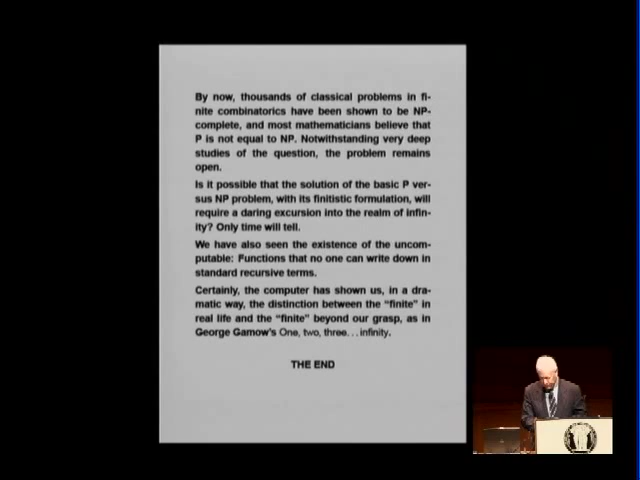 By now, thousands of classical problems in fi-
nite combinatorics have been shown to be NP-
complete, and most mathematicians believe that
P is not equal to NP. Notwithstanding very deep
studies of the question, the problem remains
open.
Is it possible that the solution of the basic P ver-
sus NP problem, with its finitistic formulation, will
require a daring excursion into the realm of infin-
ity? Only time will tell.
We have also seen the existence of the uncom-
putable: Functions that no one can write down in
standard recursive terms.
Certainly, the computer has shown us, in a dra-
matic way, the distinction between the “finite” in
real life and the “finite” beyond our grasp, as in
George Gamow's One, two, three...infinity.
THE END